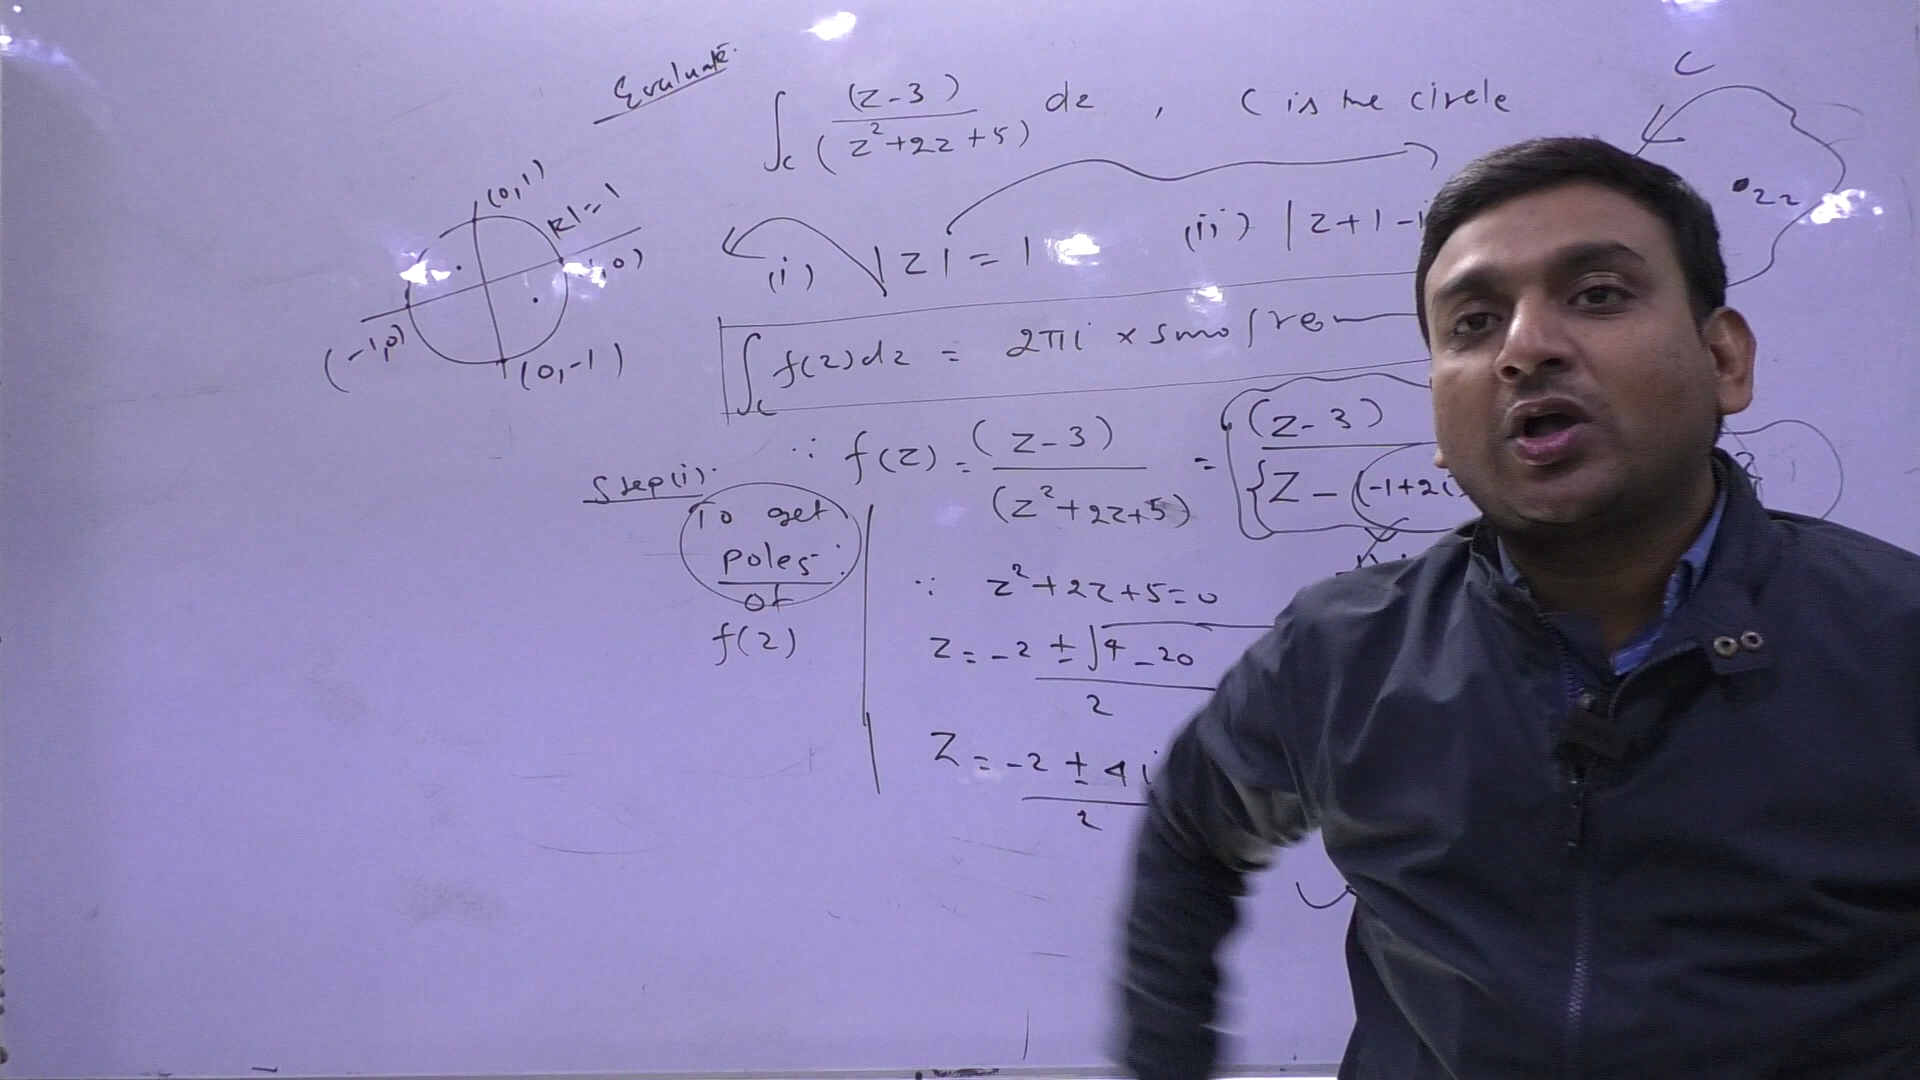 Evaluate
∫c (z-3) / (z²+2z+5) dz , C is the circle
(i) |z| = 1 (ii) |z+1-i
(0,1)
|z|=1
,0)
(-1,0)
(0,-1)
C
z2
∫c f(z)dz = 2πi × sum of res
Step(i):
To get
poles
of
f(z)
∵ f(z) = (z-3) / (z²+2z+5) = (z-3) / {z-(-1+2i)
∵ z²+2z+5=0
z = -2 ± √4-20 / 2
z = -2 ± 4i / 2